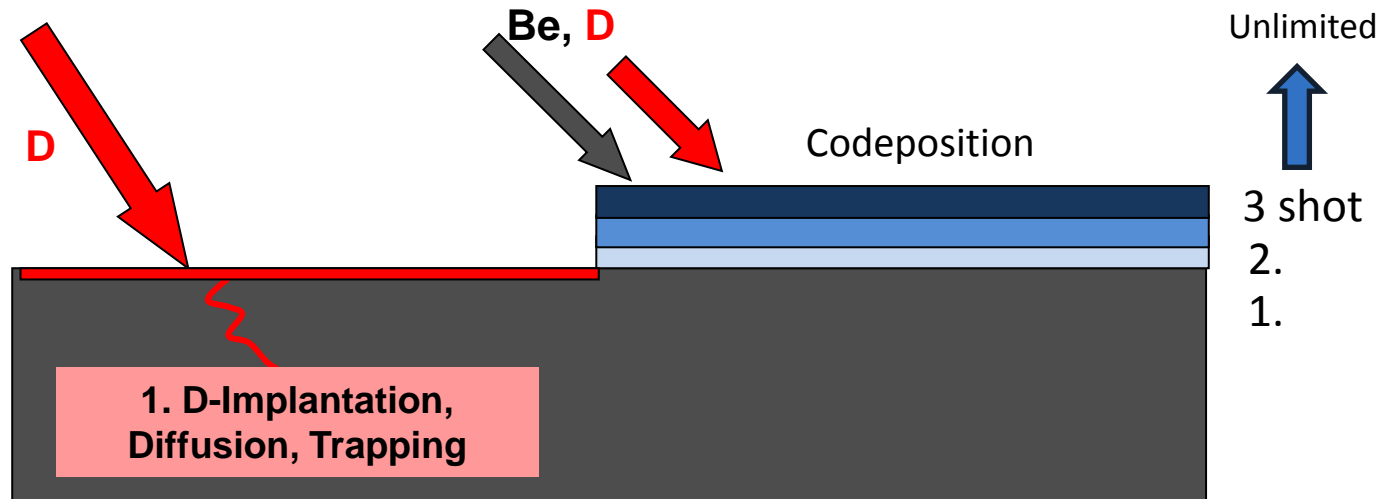 Be, D
Unlimited
D
Codeposition
3 shot
2.
1.
1. D-Implantation,
Diffusion, Trapping